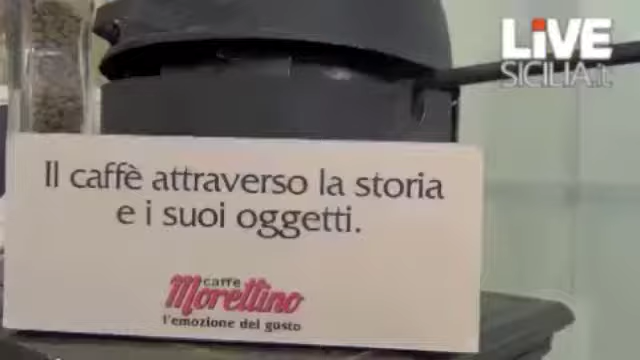 LiVE
SICILIA.it
Il caffè attraverso la storia
e i suoi oggetti.
caffè
Morettino
l'emozione del gusto